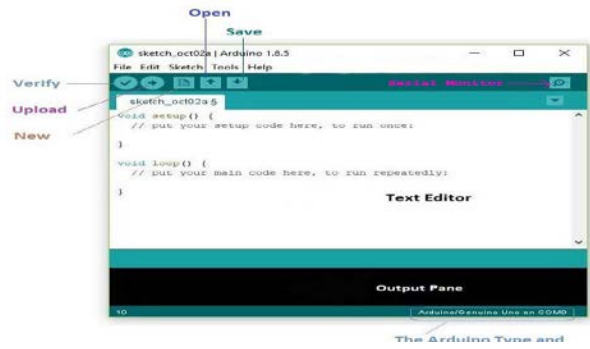 Open
Save
sketch_oct02a | Arduino 1.8.5
File Edit Sketch Tools Help
Verify
Serial Monitor
sketch_oct02a §
Upload
void setup() {
// put your setup code here, to run once:
New
}
void loop() {
// put your main code here, to run repeatedly:
}
Text Editor
Output Pane
10
Arduino/Genuino Uno on COM9
The Arduino Type and